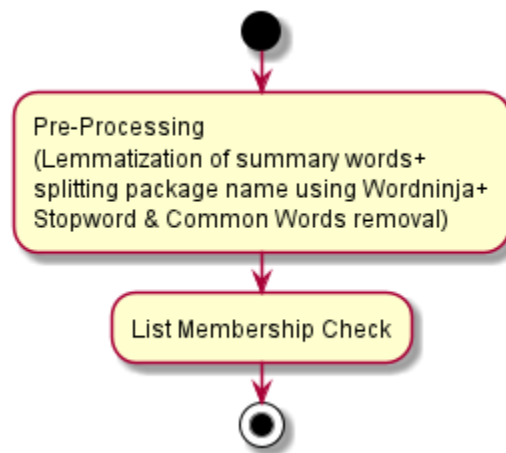 Pre-Processing
(Lemmatization of summary words+
splitting package name using Wordninja+
Stopword & Common Words removal)
List Membership Check